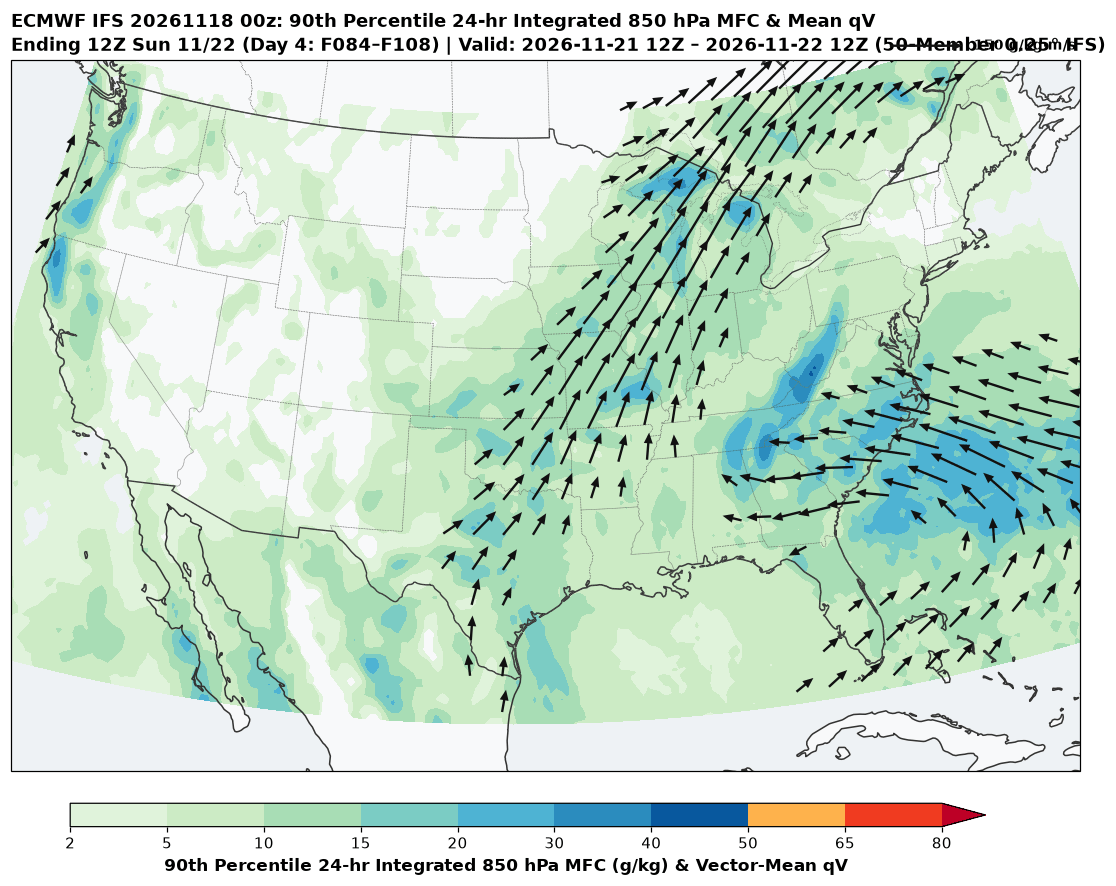 ECMWF IFS 20261118 00z: 90th Percentile 24-hr Integrated 850 hPa MFC & Mean qV
Ending 12Z Sun 11/22 (Day 4: F084–F108) | Valid: 2026-11-21 12Z – 2026-11-22 12Z (50-Member 0.25° IFS)
150 g/kg·m/s
2 5 10 15 20 30 40 50 65 80
90th Percentile 24-hr Integrated 850 hPa MFC (g/kg) & Vector-Mean qV